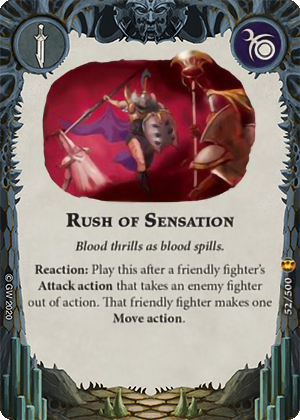 RUSH OF SENSATION
Blood thrills as blood spills.
Reaction: Play this after a friendly fighter's
Attack action that takes an enemy fighter
out of action. That friendly fighter makes one
Move action.
© GW 2020
52/500